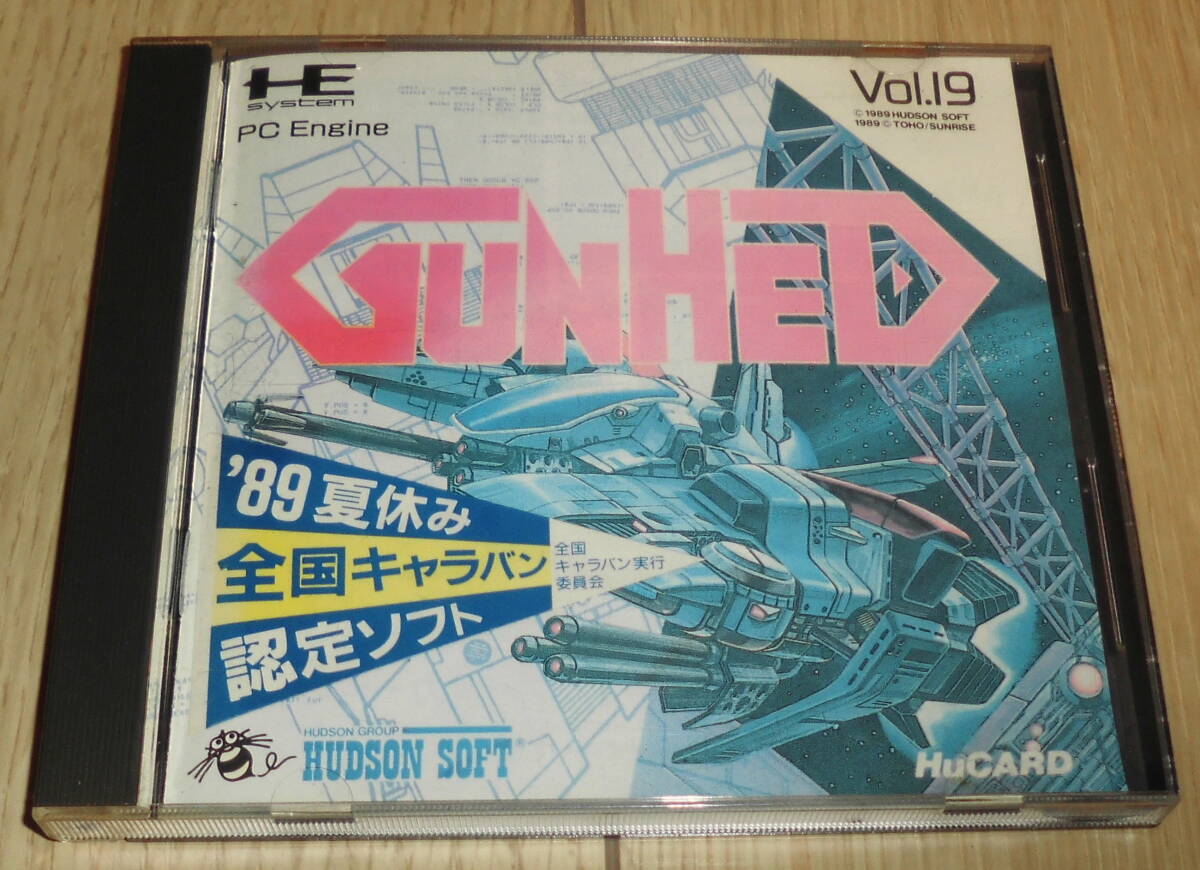 HE
system
PC Engine
Vol.19
© 1989 HUDSON SOFT
1989 © TOHO/SUNRISE
GUNHED
'89 夏休み
全国キャラバン
認定ソフト
全国
キャラバン実行
委員会
HUDSON GROUP
HUDSON SOFT®
HuCARD